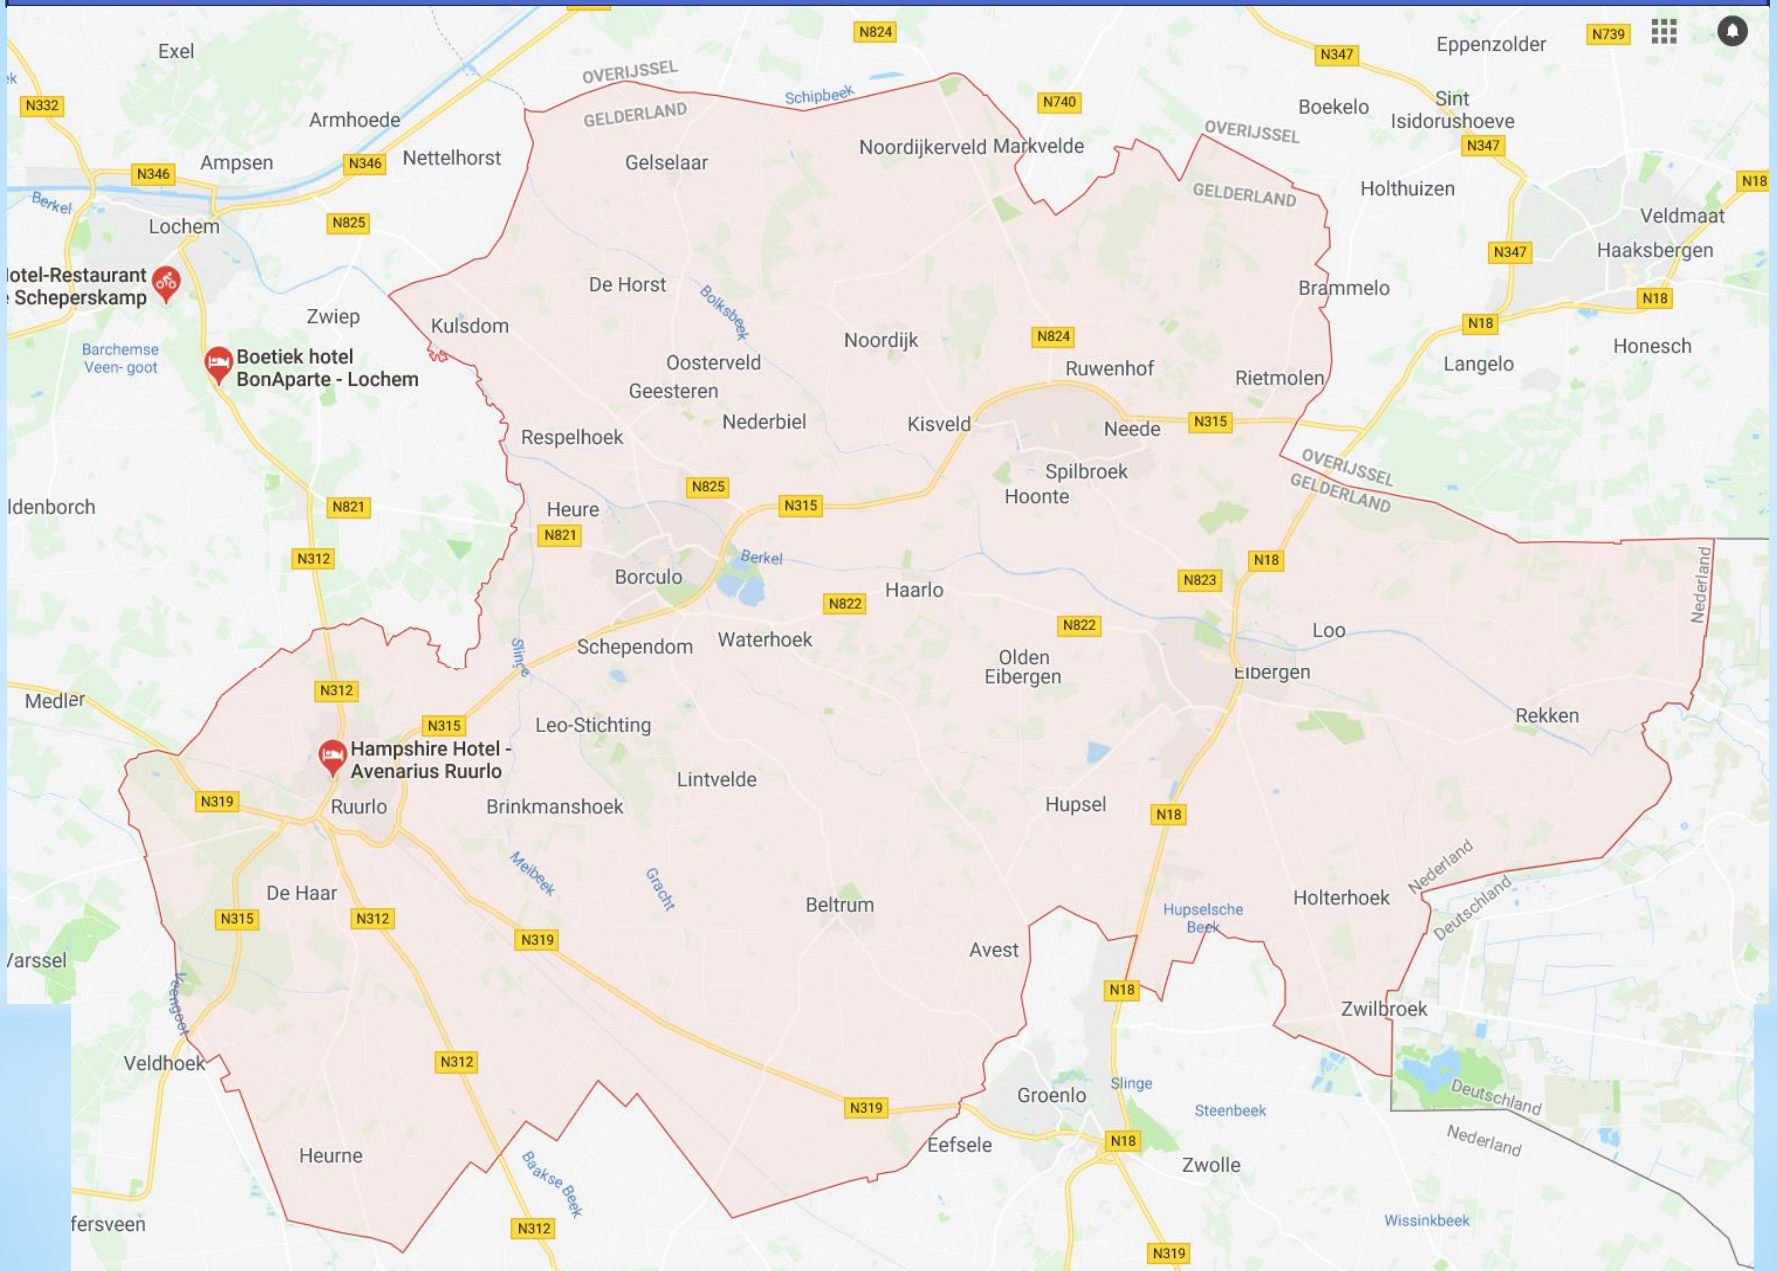 N824
N739
Exel
Eppenzolder
N347
OVERIJSSEL
Schipbeek
N332
N740
Boekelo
Sint
Isidorushoeve
GELDERLAND
Armhoede
OVERIJSSEL
N347
Noordijkerveld
Markvelde
Ampsen
N346
Nettelhorst
Gelselaar
N346
N18
Holthuizen
GELDERLAND
Berkel
Lochem
N825
Veldmaat
Haaksbergen
N347
Hotel-Restaurant
Scheperskamp
De Horst
Brammelo
Bolksbeek
N18
Zwiep
Kulsdom
N18
Noordijk
N824
Barchemse
Veen- goot
Honesch
Boetiek hotel
BonAparte - Lochem
Oosterveld
Ruwenhof
Langelo
Rietmolen
Geesteren
Nederbiel
Kisveld
Neede
N315
Respelhoek
OVERIJSSEL
Spilbroek
N825
Hoonte
GELDERLAND
ldenborch
N821
Heure
N315
N821
N312
Berkel
N18
Nederland
Borculo
Haarlo
N823
N822
N822
Loo
Schependom
Waterhoek
Slinge
Olden
Eibergen
Eibergen
N312
Medler
N315
Leo-Stichting
Rekken
Hampshire Hotel -
Avenarius Ruurlo
Lintvelde
N319
Ruurlo
Brinkmanshoek
Hupsel
N18
Meibeek
Gracht
De Haar
Nederland
Beltrum
Holterhoek
Deutschland
N315
N312
Hupselsche
Beek
N319
Avest
Varssel
Veengoot
N18
Zwilbroek
Veldhoek
N312
Slinge
Groenlo
Deutschland
N319
Steenbeek
Eefsele
N18
Nederland
Heurne
Zwolle
Baakse Beek
fersveen
N312
Wissinkbeek
N319